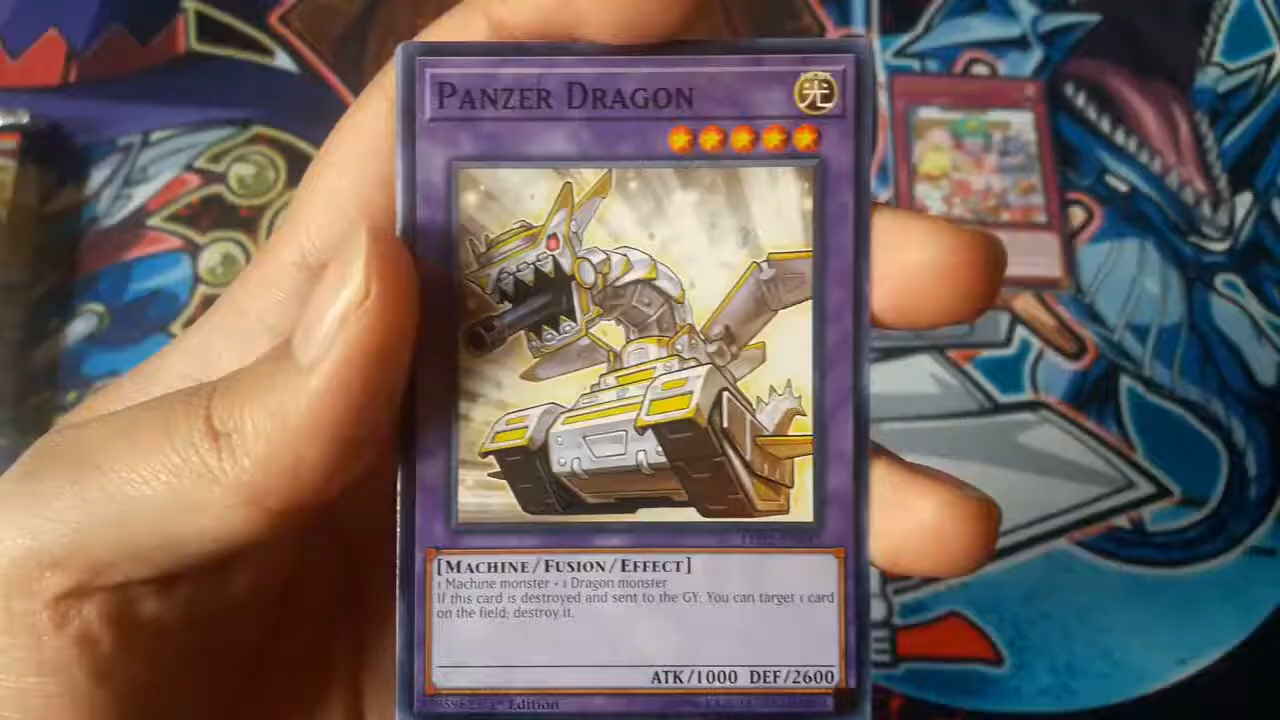 PANZER DRAGON
光
[MACHINE/FUSION/EFFECT]
1 Machine monster + 1 Dragon monster
If this card is destroyed and sent to the GY: You can target 1 card
on the field; destroy it.
ATK/1000 DEF/2600
1st Edition